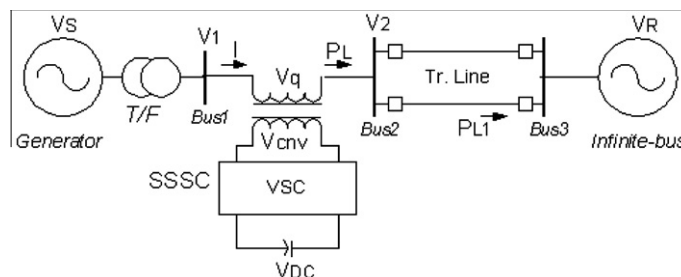 VS
V1
I
Vq
PL
V2
Tr. Line
VR
T/F
Bus1
Generator
Vcnv
Bus2
PL1
Bus3
Infinite-bus
SSSC
VSC
VDC